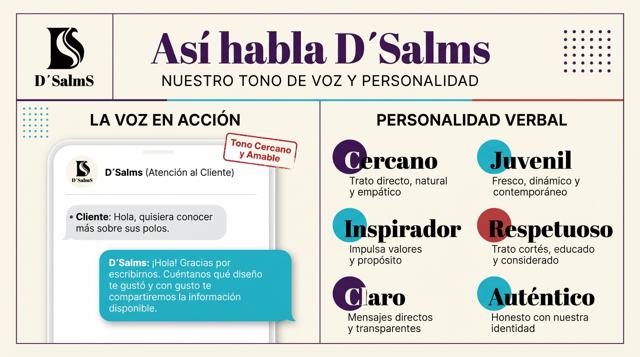 D´SalmS
Así habla D´Salms
NUESTRO TONO DE VOZ Y PERSONALIDAD
LA VOZ EN ACCIÓN
Tono Cercano
y Amable
D´SalmS
D´Salms (Atención al Cliente)
• Cliente: Hola, quisiera conocer
más sobre sus polos.
D´Salms: ¡Hola! Gracias por
escribirnos. Cuéntanos qué diseño
te gustó y con gusto te
compartiremos la información
disponible.
PERSONALIDAD VERBAL
Cercano
Trato directo, natural
y empático
Juvenil
Fresco, dinámico y
contemporáneo
Inspirador
Impulsa valores
y propósito
Respetuoso
Trato cortés, educado
y considerado
Claro
Mensajes directos
y transparentes
Auténtico
Honesto con nuestra
identidad